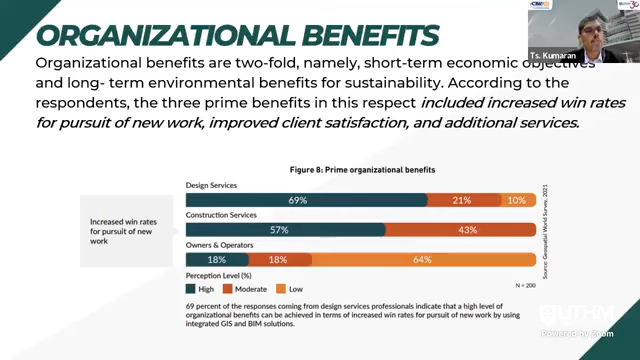 ORGANIZATIONAL BENEFITS
Organizational benefits are two-fold, namely, short-term economic objectives
and long- term environmental benefits for sustainability. According to the
respondents, the three prime benefits in this respect included increased win rates
for pursuit of new work, improved client satisfaction, and additional services.
Ts. Kumaran
Figure 8: Prime organizational benefits
Increased win rates
for pursuit of new
work
Design Services
69% 21% 10%
Construction Services
57% 43%
Owners & Operators
18% 18% 64%
Perception Level (%)
High Moderate Low
N = 200
Source: Geospatial World Survey, 2021
69 percent of the responses coming from design services professionals indicate that a high level of
organizational benefits can be achieved in terms of increased win rates for pursuit of new work by using
integrated GIS and BIM solutions.
UTHM
Powered by Zoom